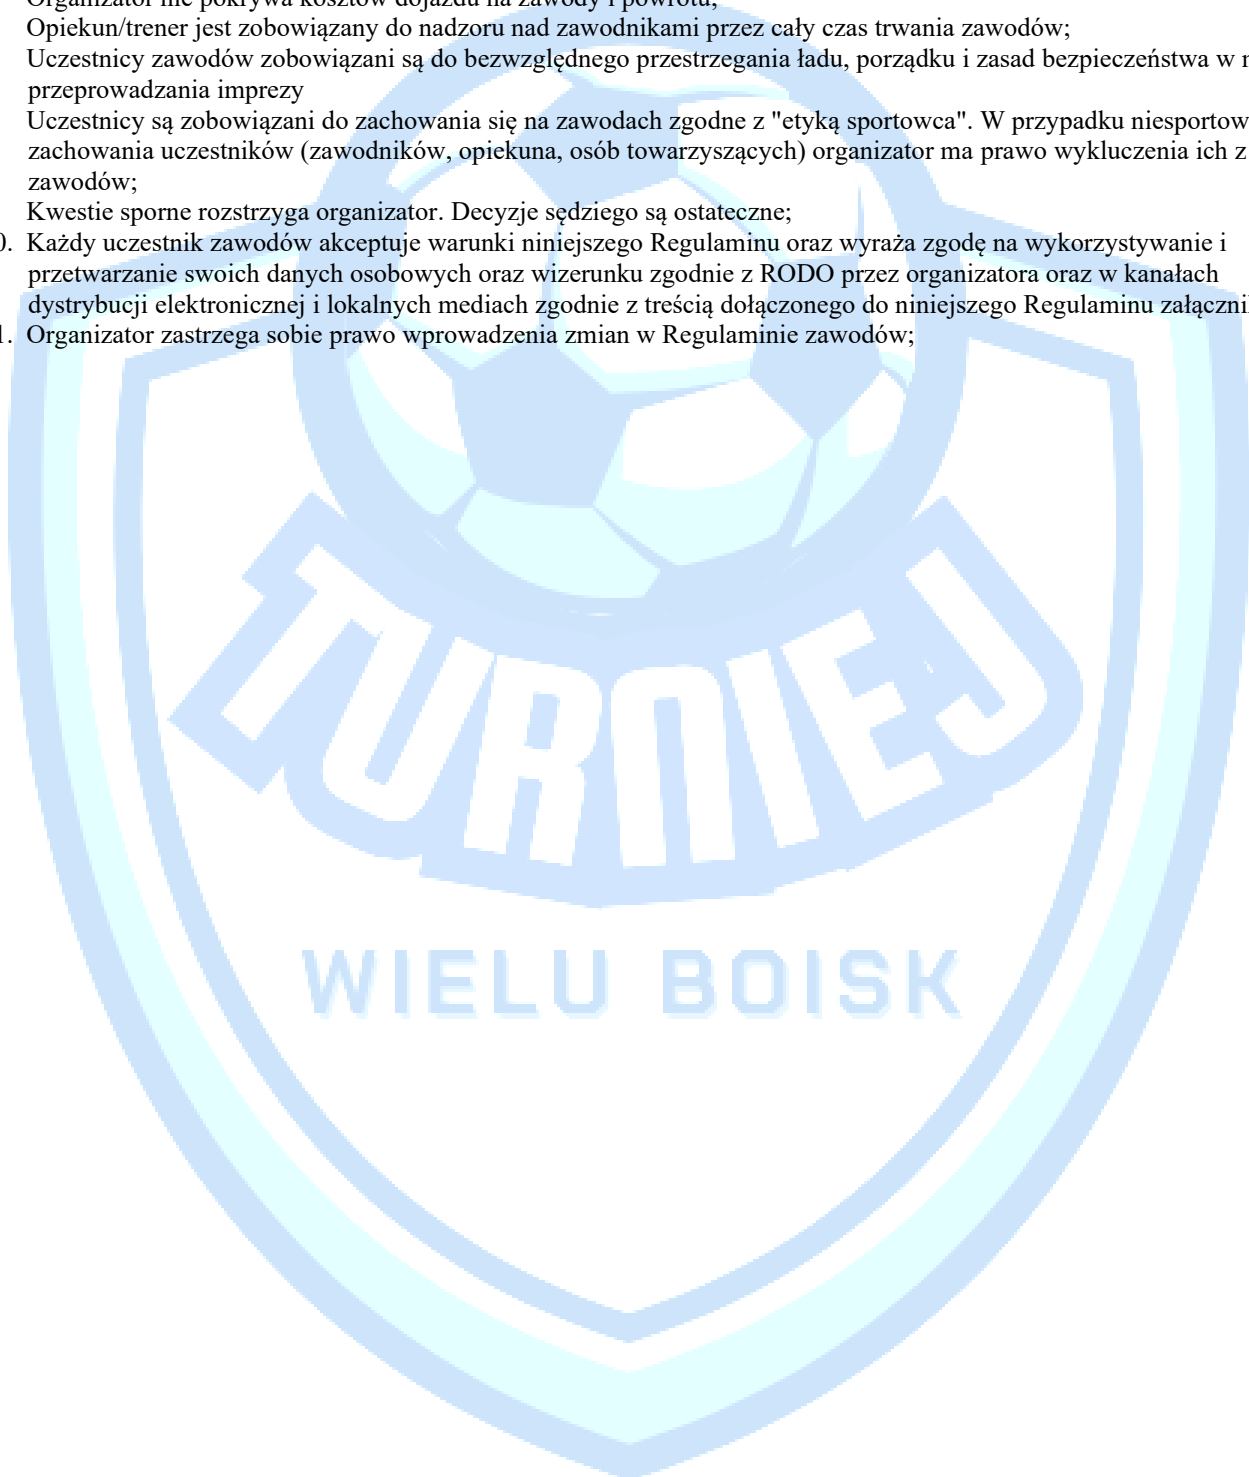 Organizator nie pokrywa kosztów dojazdu na zawody i powrotu;
Opiekun/trener jest zobowiązany do nadzoru nad zawodnikami przez cały czas trwania zawodów;
Uczestnicy zawodów zobowiązani są do bezwzględnego przestrzegania ładu, porządku i zasad bezpieczeństwa w
przeprowadzania imprezy
Uczestnicy są zobowiązani do zachowania się na zawodach zgodne z "etyką sportowca". W przypadku niesportow
zachowania uczestników (zawodników, opiekuna, osób towarzyszących) organizator ma prawo wykluczenia ich z
zawodów;
Kwestie sporne rozstrzyga organizator. Decyzje sędziego są ostateczne;
0. Każdy uczestnik zawodów akceptuje warunki niniejszego Regulaminu oraz wyraża zgodę na wykorzystywanie i
przetwarzanie swoich danych osobowych oraz wizerunku zgodnie z RODO przez organizatora oraz w kanałach
dystrybucji elektronicznej i lokalnych mediach zgodnie z treścią dołączonego do niniejszego Regulaminu załączni
1. Organizator zastrzega sobie prawo wprowadzenia zmian w Regulaminie zawodów;
TURNIEJ
WIELU BOISK